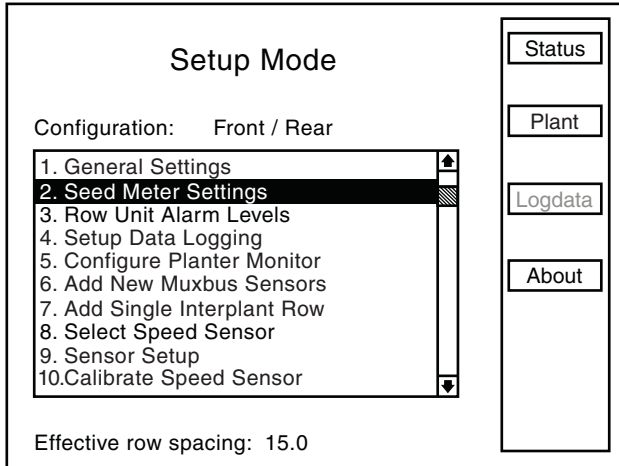 Setup Mode
Configuration: Front / Rear
1. General Settings
2. Seed Meter Settings
3. Row Unit Alarm Levels
4. Setup Data Logging
5. Configure Planter Monitor
6. Add New Muxbus Sensors
7. Add Single Interplant Row
8. Select Speed Sensor
9. Sensor Setup
10.Calibrate Speed Sensor
Effective row spacing: 15.0
Status
Plant
Logdata
About